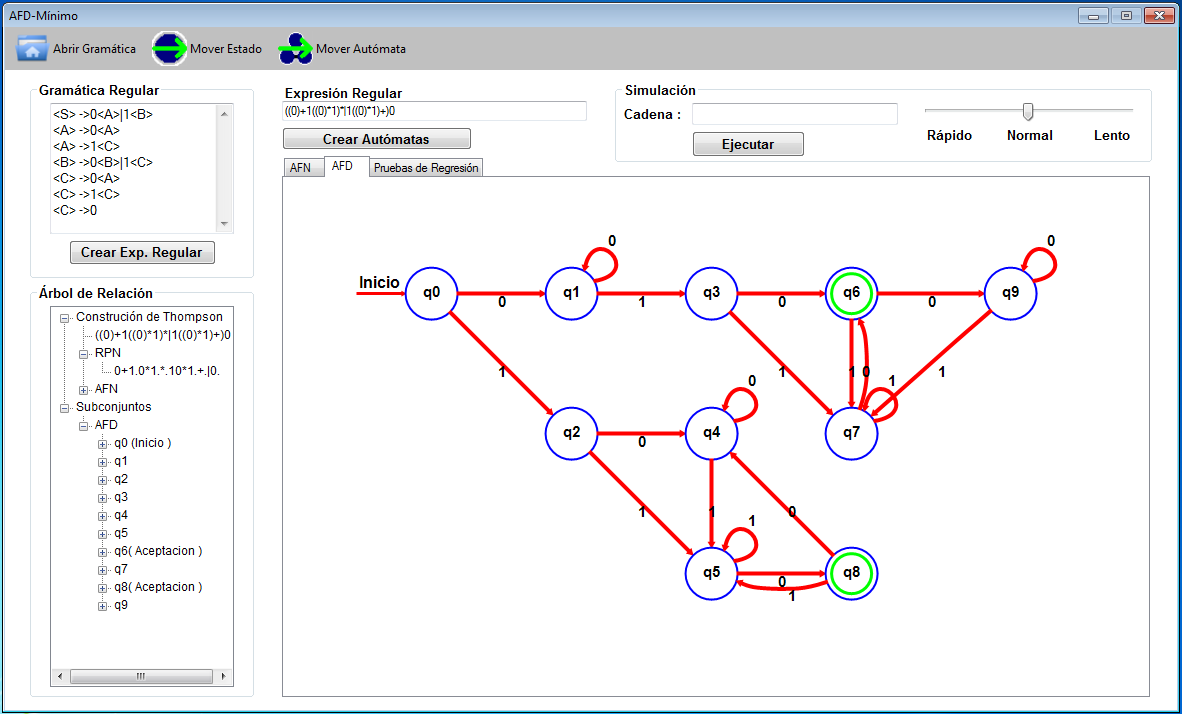 AFD-Mínimo
Abrir Gramática
Mover Estado
Mover Autómata
Gramática Regular
<S> ->0<A>|1<B>
<A> ->0<A>
<A> ->1<C>
<B> ->0<B>|1<C>
<C> ->0<A>
<C> ->1<C>
<C> ->0
Crear Exp. Regular
Expresión Regular
((0)+1((0)*1)*|1((0)*1)+)0
Crear Autómatas
Simulación
Cadena :
Ejecutar
Rápido
Normal
Lento
AFN
AFD
Pruebas de Regresión
Árbol de Relación
Construción de Thompson
((0)+1((0)*1)*|1((0)*1)+)0
RPN
0+1.0*1.*.10*1.+.|0.
AFN
Subconjuntos
AFD
q0 (Inicio )
q1
q2
q3
q4
q5
q6( Aceptacion )
q7
q8( Aceptacion )
q9
0
0
Inicio
q0
0
q1
1
q3
0
q6
0
q9
1
1
1 0
1
0
1
q2
0
q4
q7
1
1
0
1
q5
0
q8
1